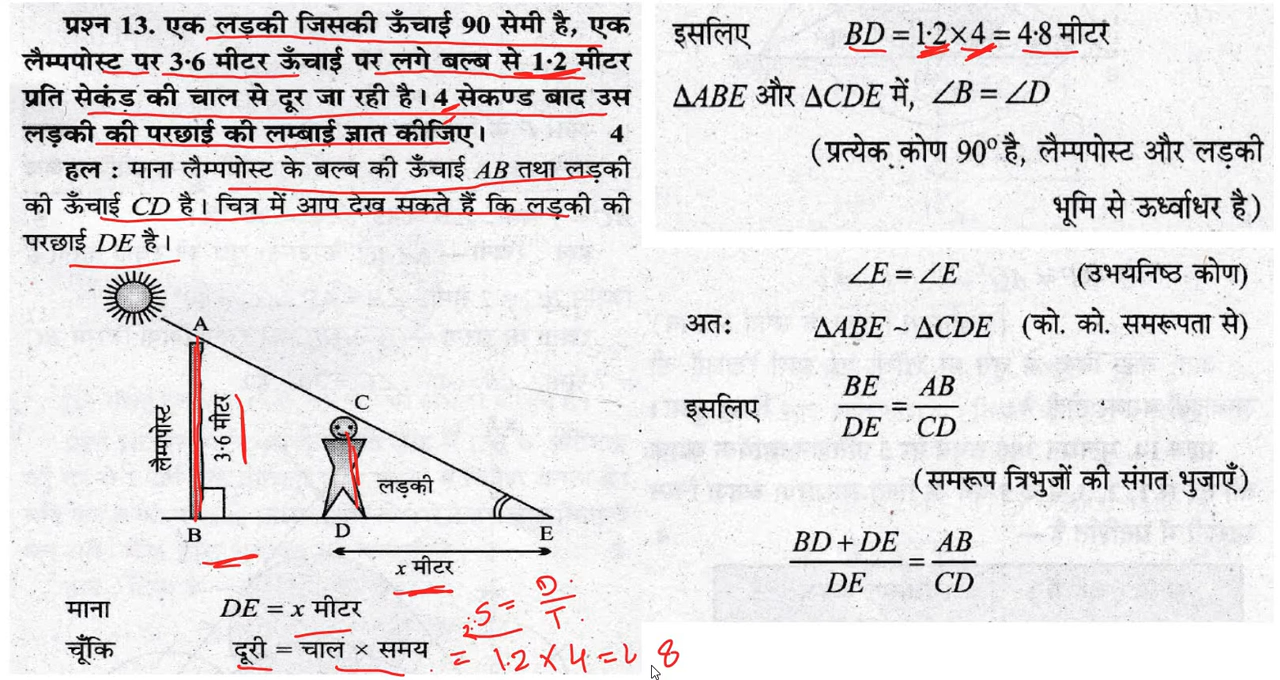 प्रश्न 13. एक लड़की जिसकी ऊँचाई 90 सेमी है, एक
लैम्पपोस्ट पर 3·6 मीटर ऊँचाई पर लगे बल्ब से 1·2 मीटर
प्रति सेकंड की चाल से दूर जा रही है। 4 सेकण्ड बाद उस
लड़की की परछाई की लम्बाई ज्ञात कीजिए। 4
हल : माना लैम्पपोस्ट के बल्ब की ऊँचाई AB तथा लड़की
की ऊँचाई CD है। चित्र में आप देख सकते हैं कि लड़की की
परछाई DE है।
A
लैम्पपोस्ट
3·6 मीटर
C
लड़की
B
D
E
x मीटर
माना DE = x मीटर
चूँकि दूरी = चाल × समय
S = D/T
= 1.2 × 4 = 4.8
इसलिए BD = 1·2×4 = 4·8 मीटर
ΔABE और ΔCDE में, ∠B = ∠D
(प्रत्येक कोण 90° है, लैम्पपोस्ट और लड़की
भूमि से ऊर्ध्वाधर है)
∠E = ∠E (उभयनिष्ठ कोण)
अतः ΔABE ~ ΔCDE (को. को. समरूपता से)
इसलिए BE/DE = AB/CD
(समरूप त्रिभुजों की संगत भुजाएँ)
BD + DE/DE = AB/CD